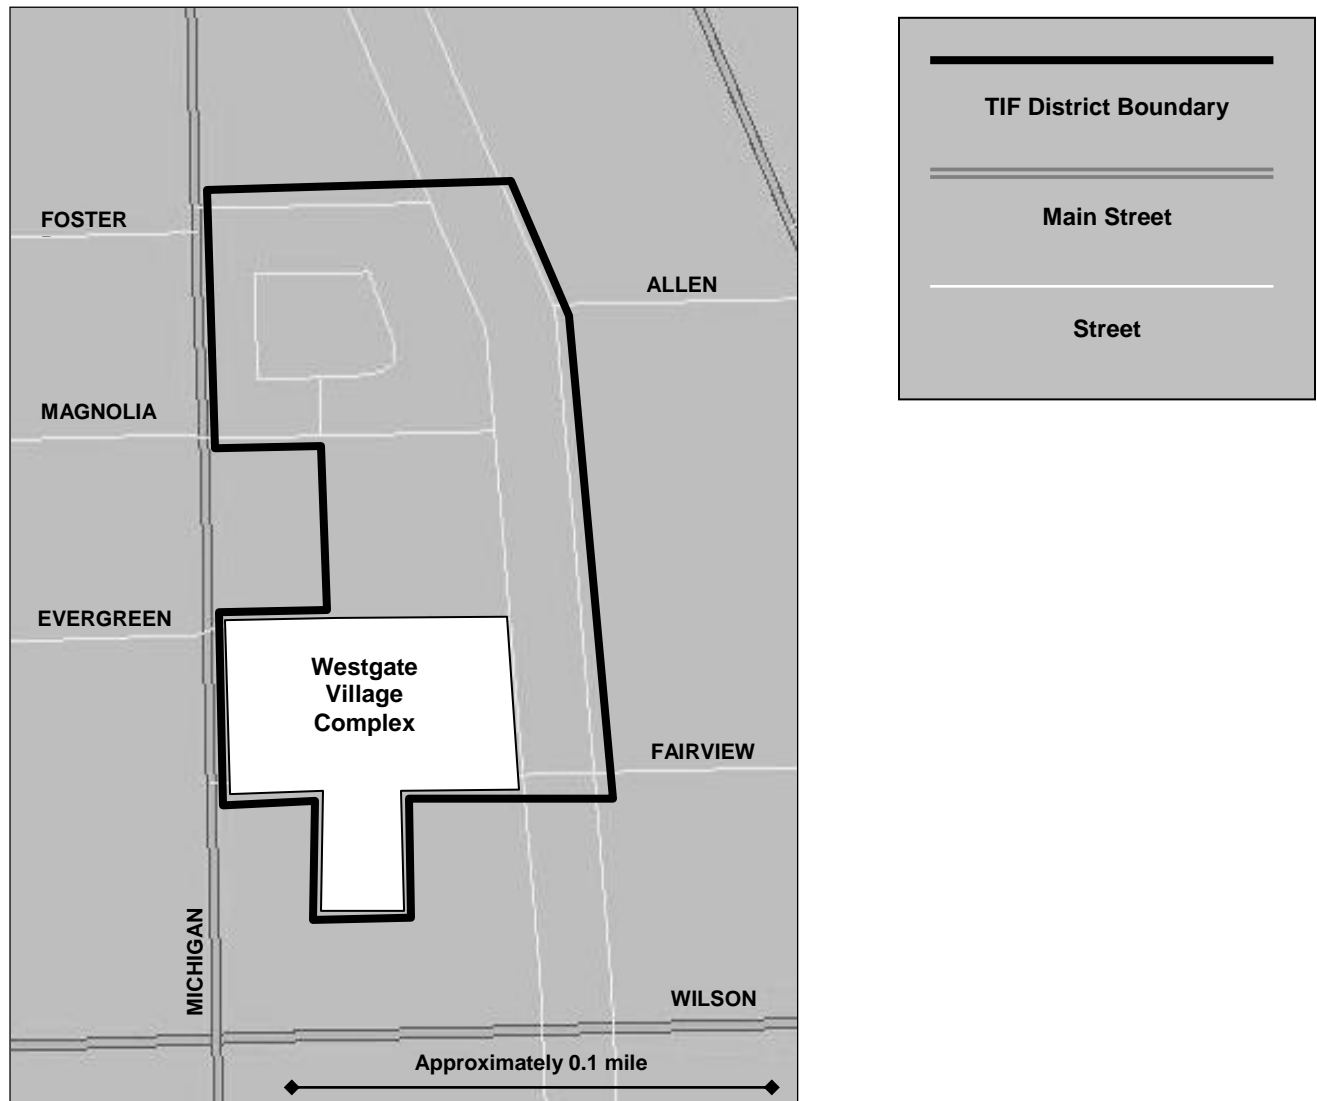 TIF District Boundary
Main Street
Street
FOSTER
ALLEN
MAGNOLIA
EVERGREEN
Westgate
Village
Complex
FAIRVIEW
MICHIGAN
WILSON
Approximately 0.1 mile